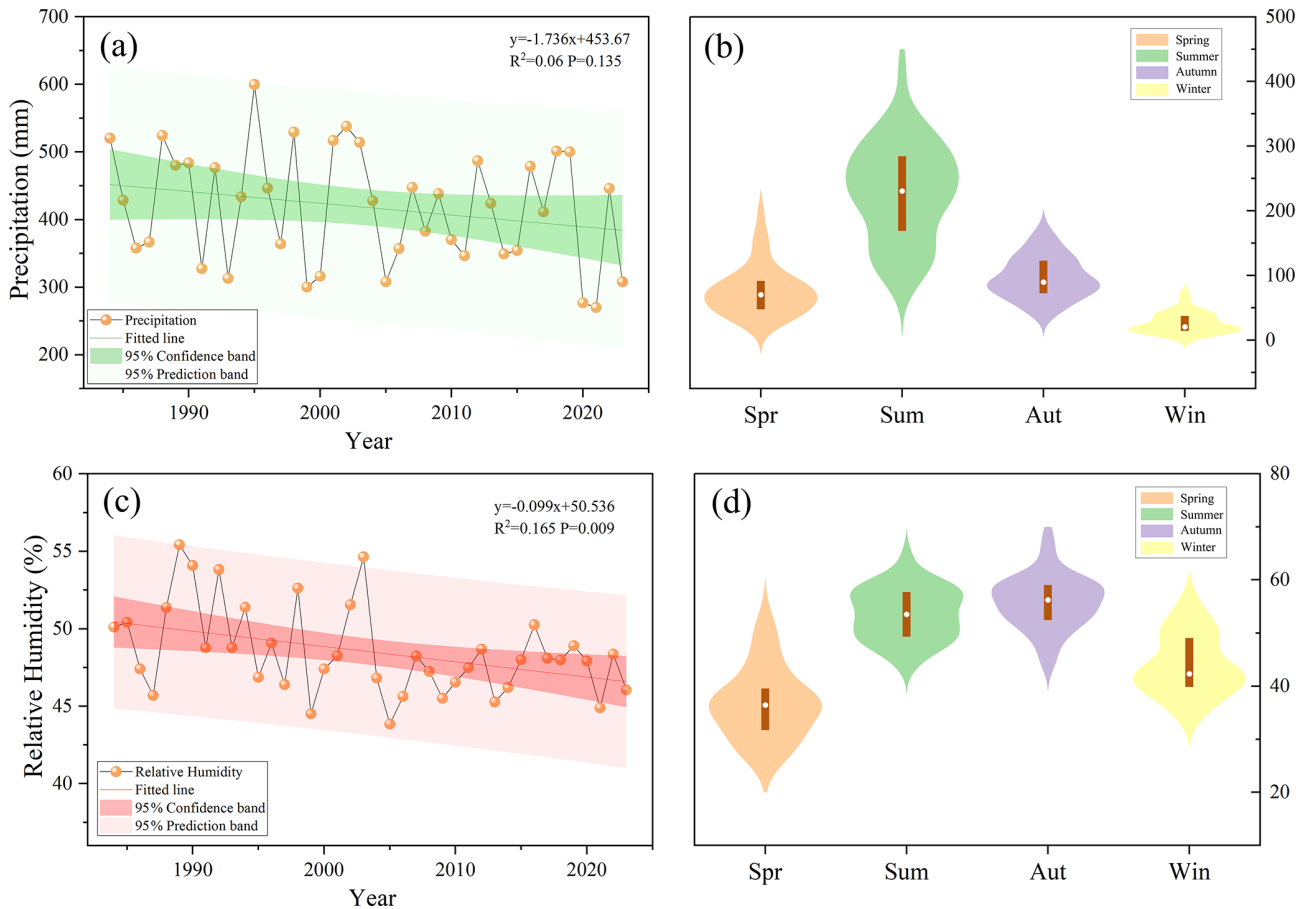 (a)
y=-1.736x+453.67
R²=0.06 P=0.135
700
600
500
400
300
200
Precipitation (mm)
Precipitation
Fitted line
95% Confidence band
95% Prediction band
1990
2000
2010
2020
Year
(b)
Spring
Summer
Autumn
Winter
500
400
300
200
100
0
Spr
Sum
Aut
Win
(c)
y=-0.099x+50.536
R²=0.165 P=0.009
60
55
50
45
40
Relative Humidity (%)
Relative Humidity
Fitted line
95% Confidence band
95% Prediction band
1990
2000
2010
2020
Year
(d)
Spring
Summer
Autumn
Winter
80
60
40
20
Spr
Sum
Aut
Win